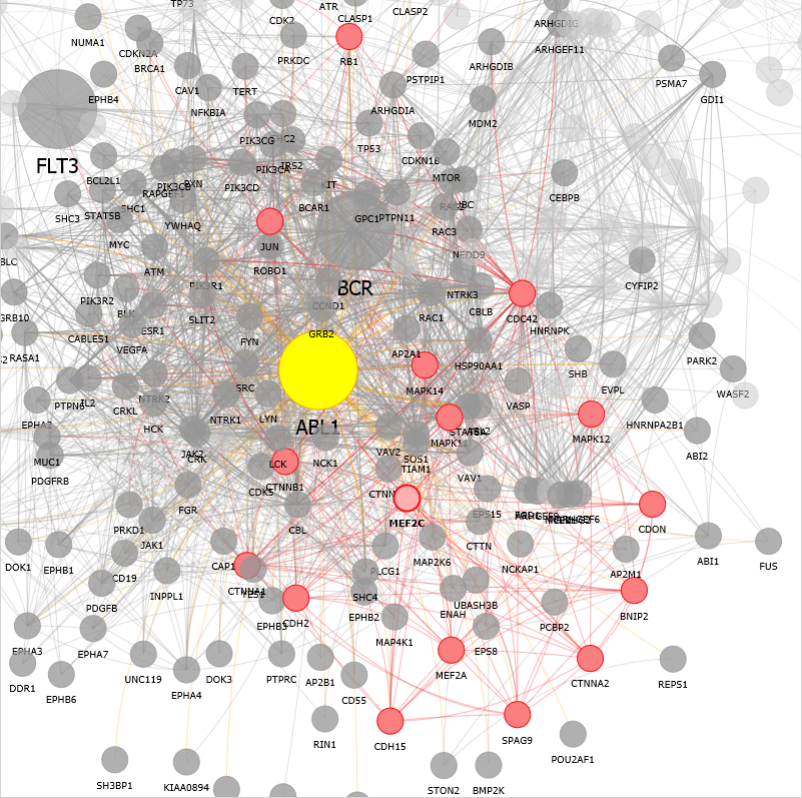 TP73
ATR
CLASP2
CLASP1
CDK2
ARHGDIG
NUMA1
CDKN2A
BRCA1
PRKDC
RB1
ARHGEF11
ARHGDIB
PSTPIP1
PSMA7
EPHB4
CAV1
TERT
NFKBIA
ARHGDIA
MDM2
GDI1
PIK3CG
TP53
CDKN1B
FLT3
BCL2L1
PIK3CA
MTOR
PIK3CD
KIT
CEBPB
SHC3
STAT5B
BCAR1
GPC1
PTPN11
YWHAQ
RAC3
MYC
JUN
NEDD9
BLC
ATM
ROBO1
PIK3R1
BCR
CYFIP2
PIK3R2
NTRK3
GRB10
BLK
SLIT2
CCND1
RAC1
CBLB
CDC42
HNRNPK
ESR1
CABLES1
VEGFA
FYN
GRB2
RASA1
AP2A1
HSP90AA1
SHB
PARK2
EVPL
SRC
MAPK14
WASF2
PTPN6
IL2
NTRK2
VASP
CRKL
NTRK1
LYN
EPHA2
HCK
ABL1
MAPK12
HNRNPA2B1
MAPK11
JAK2
CRK
VAV2
SOS1
TIAM1
ABI2
MUC1
LCK
NCK1
PDGFRB
CTNNB1
CDK5
VAV1
FGR
MEF2C
EPS15
CDON
PRKD1
CBL
JAK1
CTTN
ABI1
FUS
DOK1
EPHB1
CD19
CAP1
PLCG1
MAP2K6
NCKAP1
AP2M1
INPPL1
CTNNA1
YES1
SHC4
PDGFB
EPHB3
CDH2
EPHB2
UBASH3B
ENAH
PCBP2
BNIP2
MAP4K1
EPHA3
EPHA7
EPS8
DDR1
UNC119
DOK3
PTPRC
AP2B1
MEF2A
CTNNA2
REPS1
EPHB6
EPHA4
CD55
RIN1
CDH15
SPAG9
POU2AF1
SH3BP1
KIAA0894
STON2
BMP2K